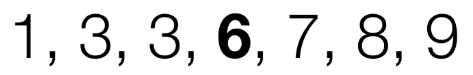 1, 3, 3, 6, 7, 8, 9